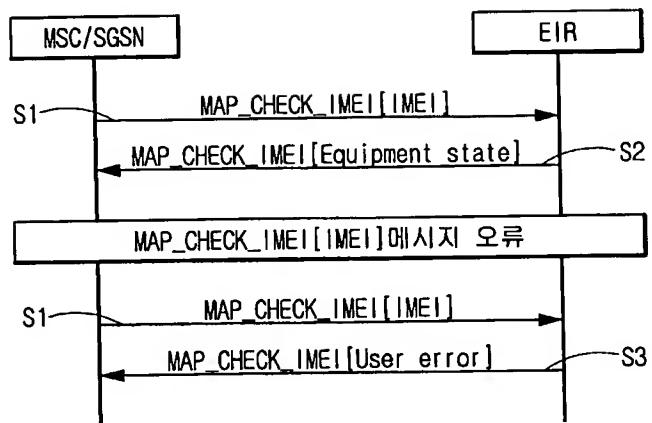 MSC/SGSN
EIR
S1
MAP_CHECK_IMEI[IMEI]
MAP_CHECK_IMEI[Equipment state]
S2
MAP_CHECK_IMEI[IMEI]메시지 오류
S1
MAP_CHECK_IMEI[IMEI]
MAP_CHECK_IMEI[User error]
S3